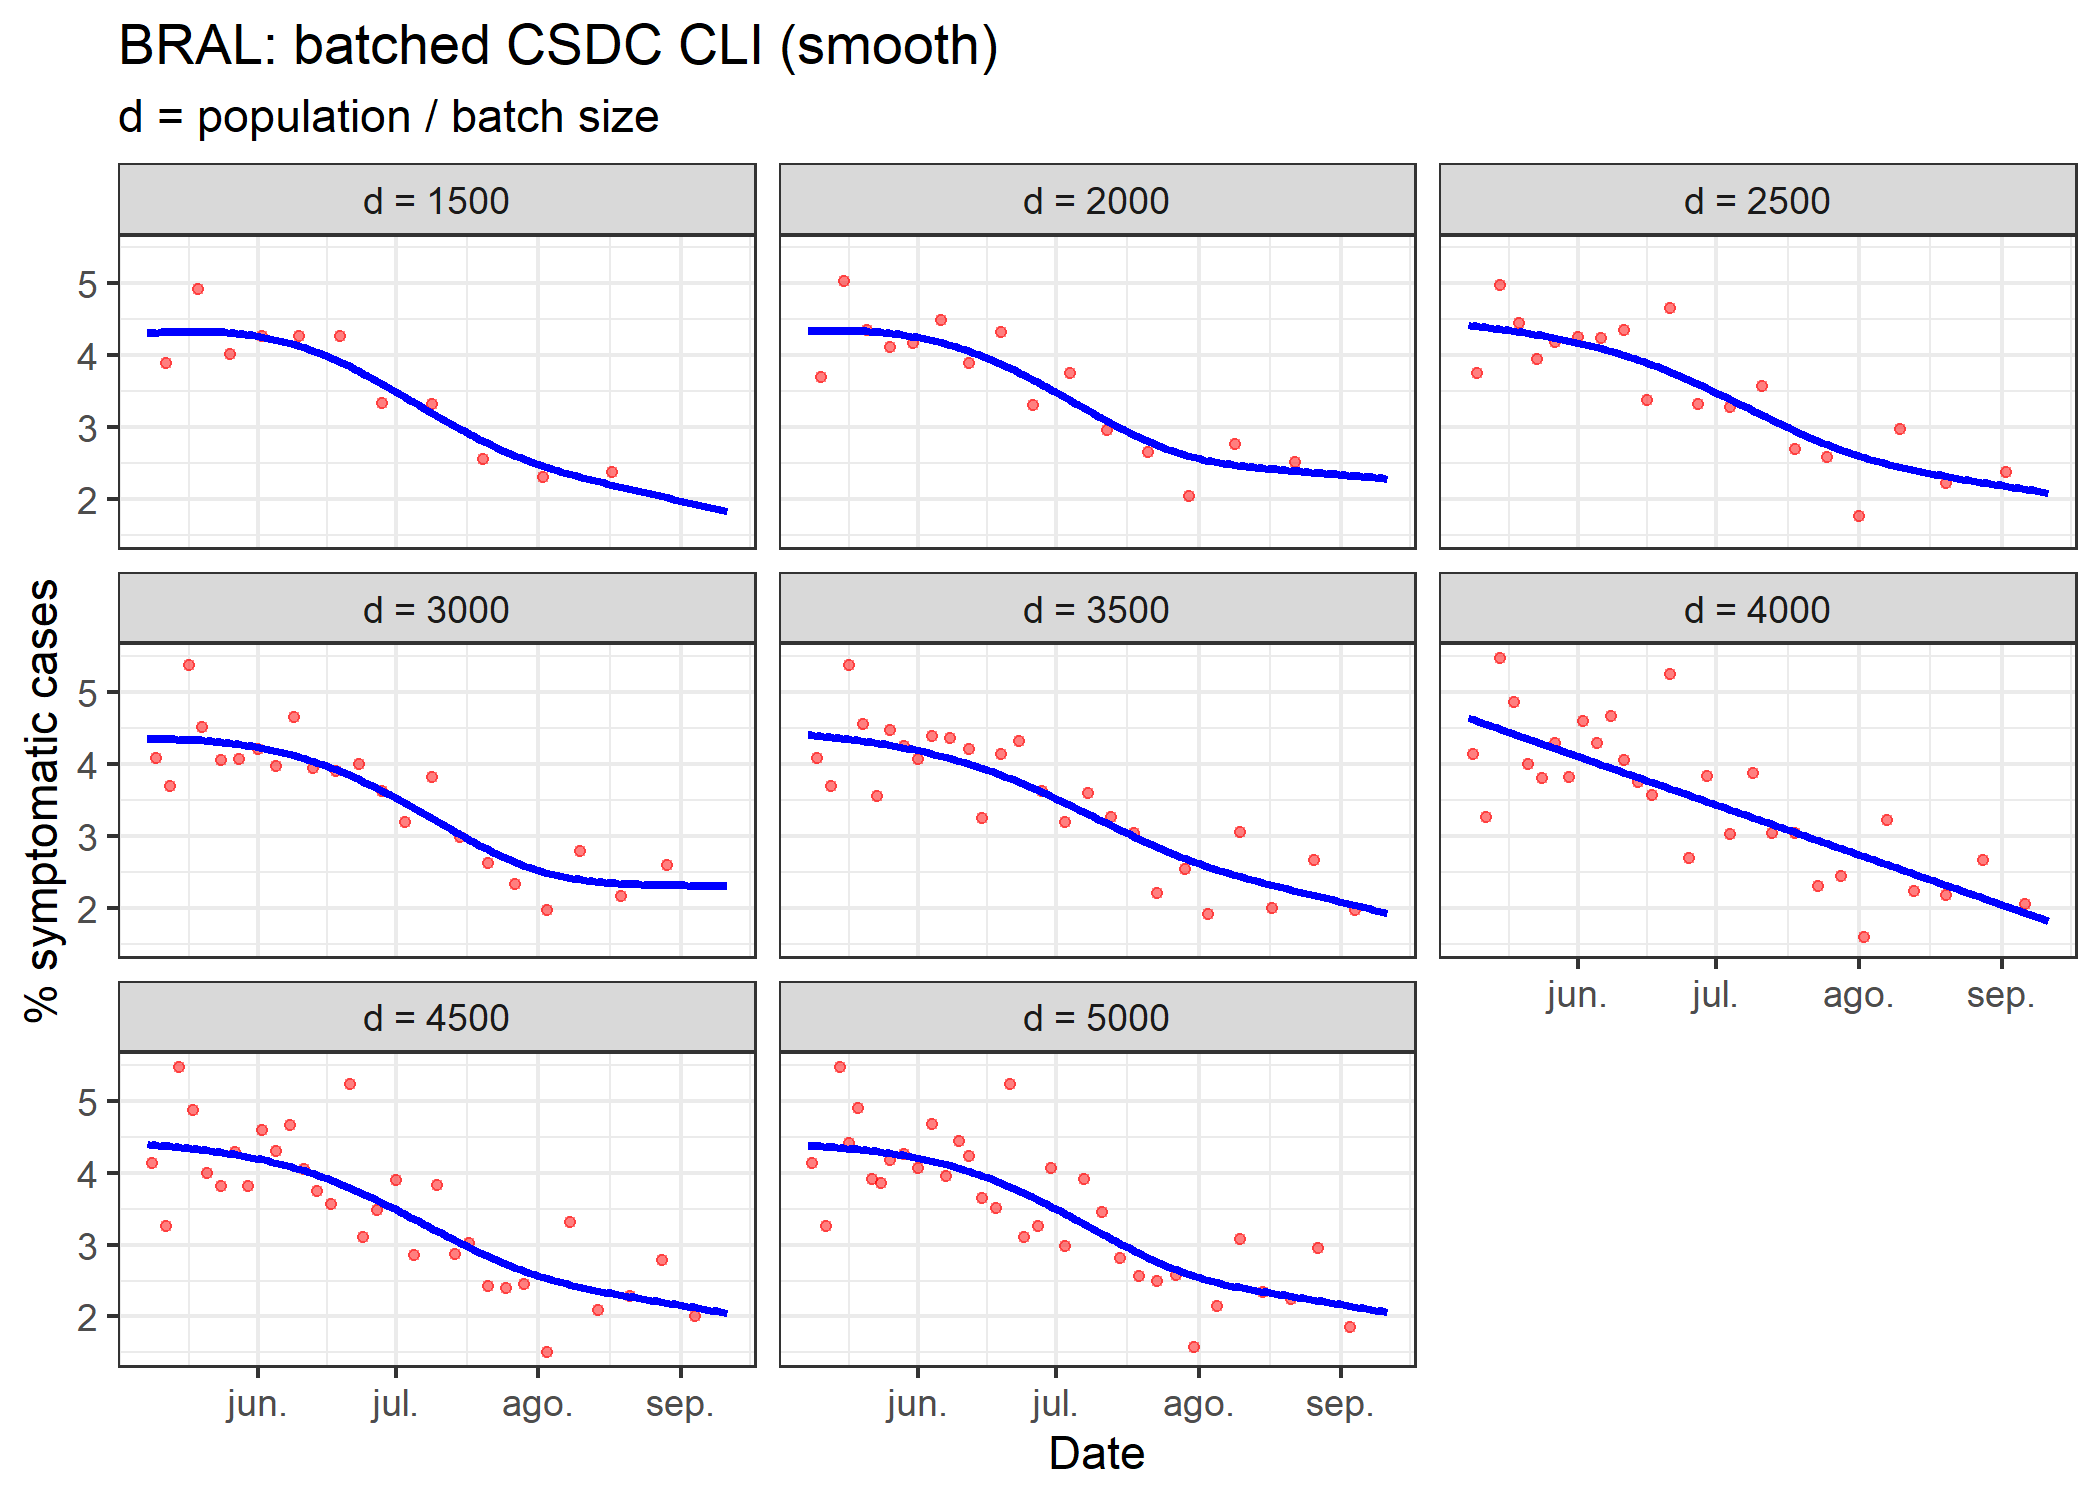 BRAL: batched CSDC CLI (smooth)
d = population / batch size
d = 1500
d = 2000
d = 2500
5
4
3
2
d = 3000
d = 3500
d = 4000
5
4
3
2
jun.
jul.
ago.
sep.
d = 4500
d = 5000
5
4
3
2
jun.
jul.
ago.
sep.
jun.
jul.
ago.
sep.
% symptomatic cases
Date